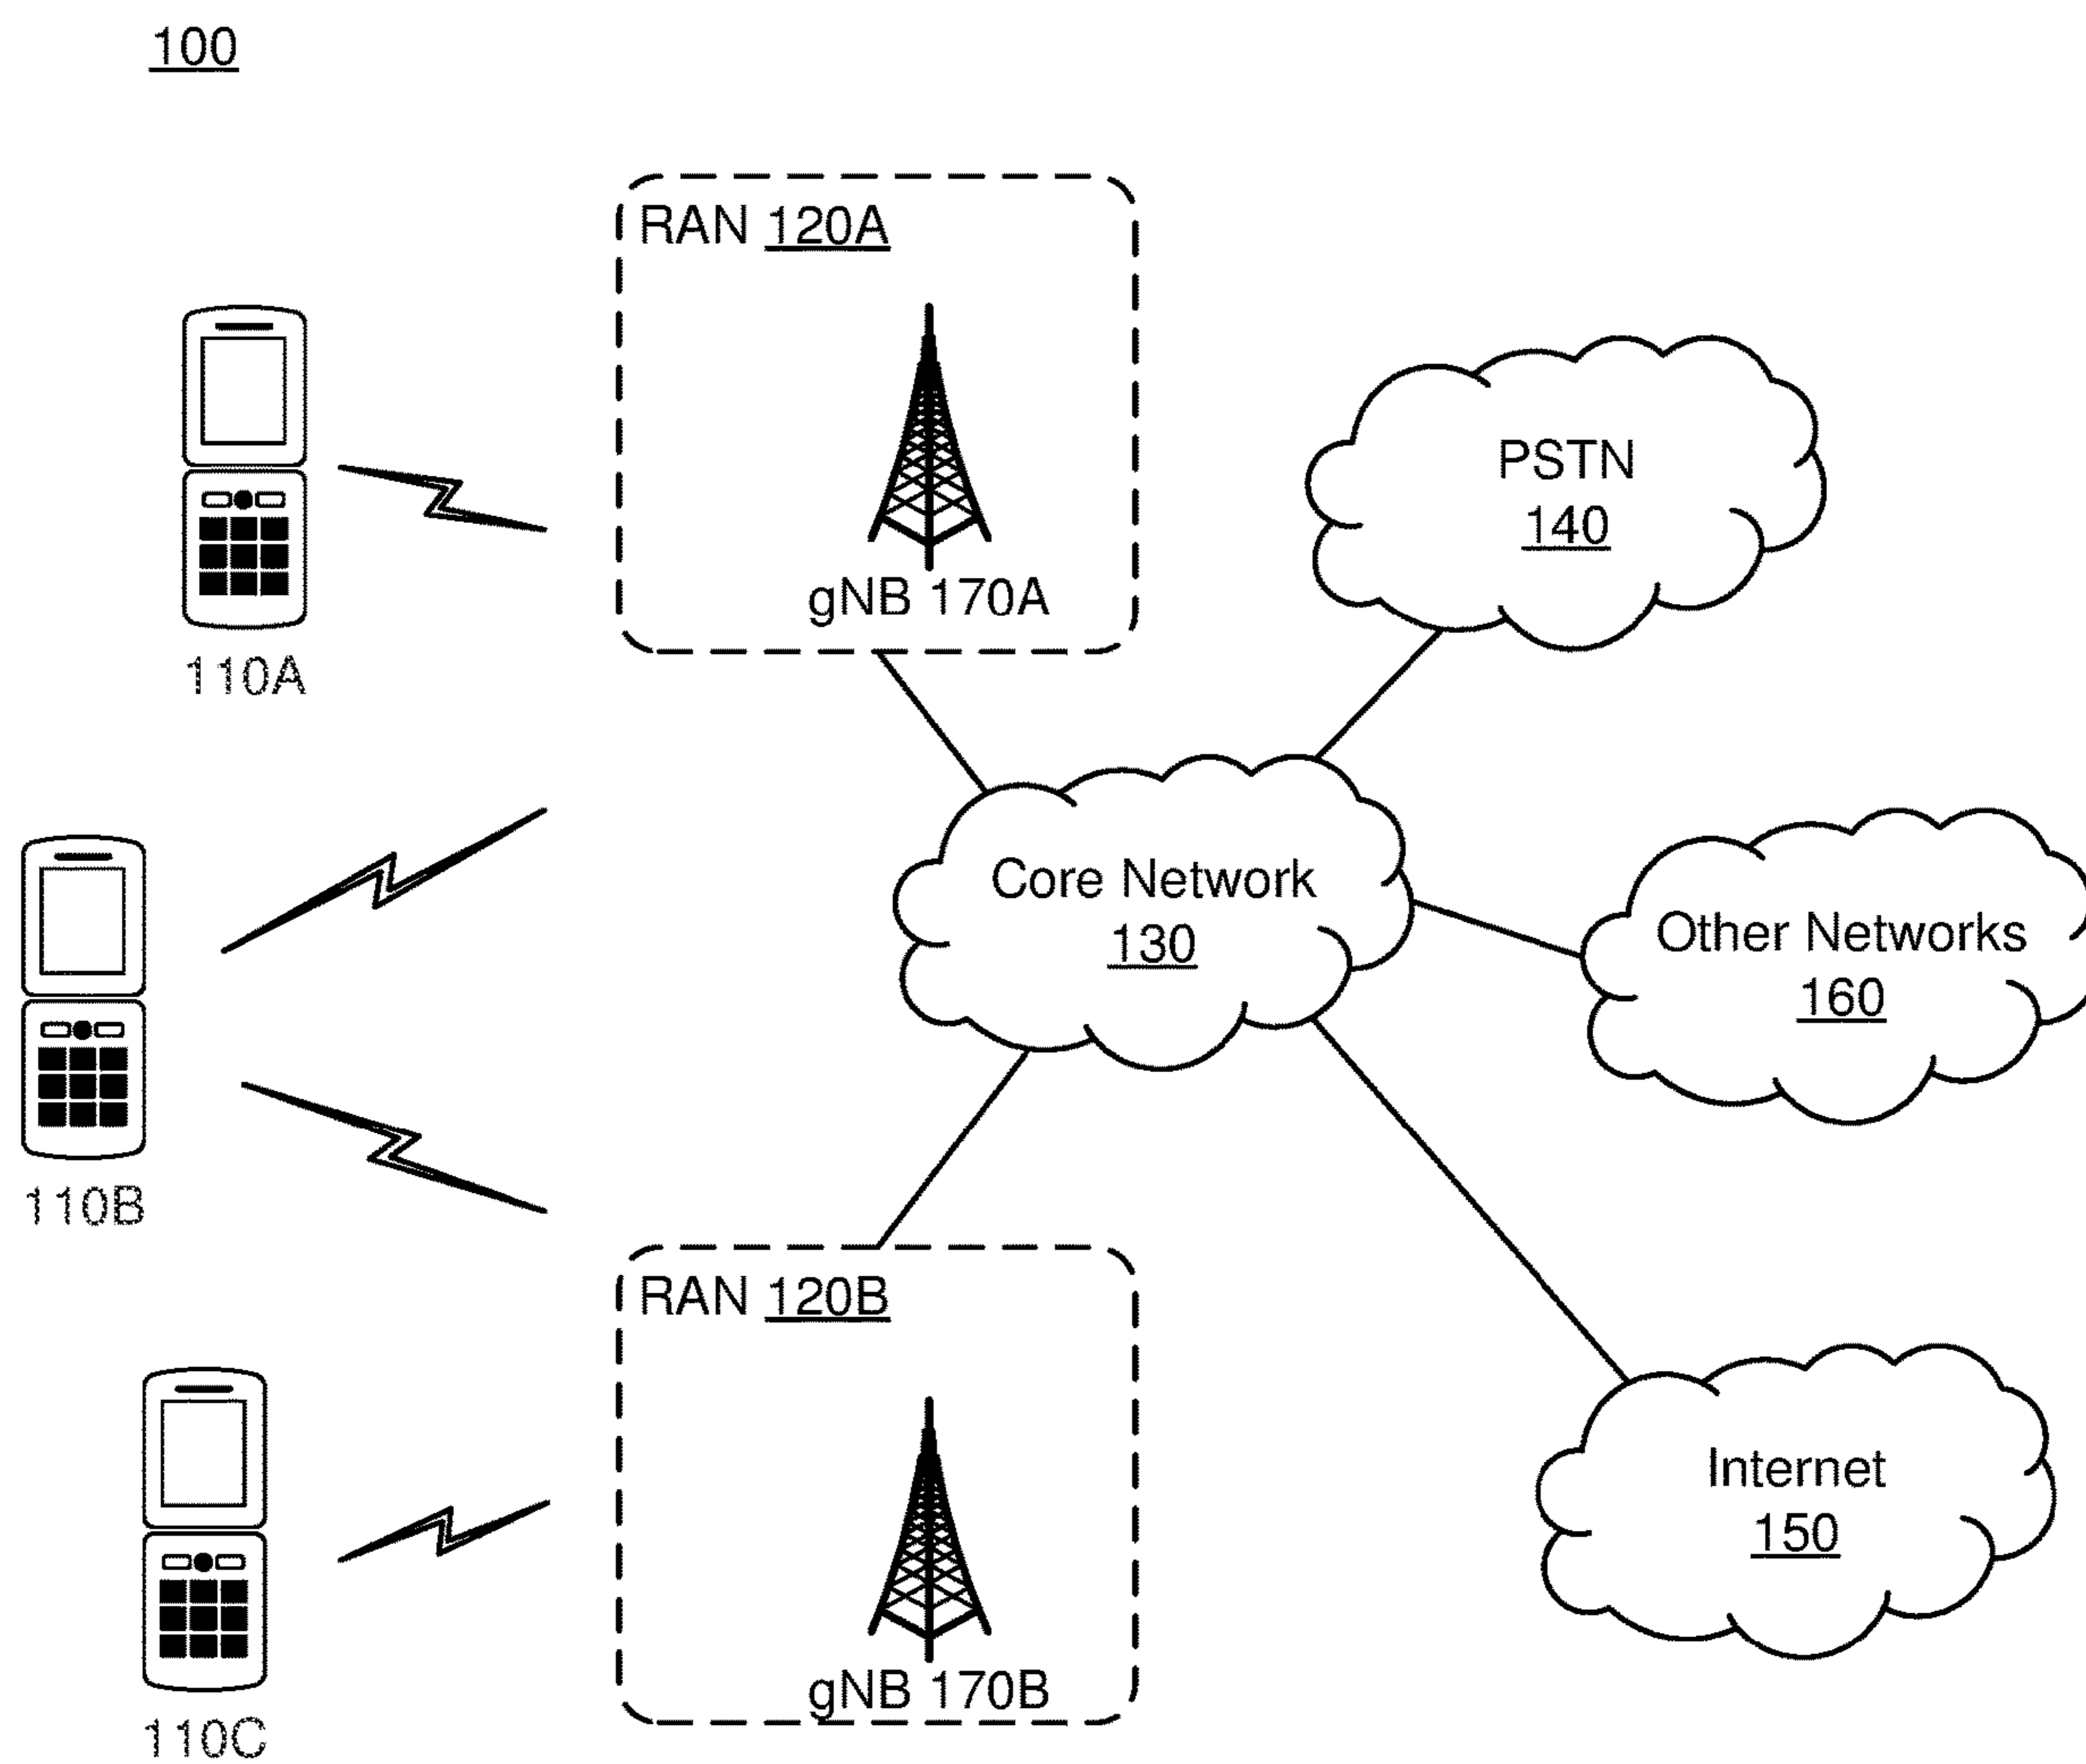 100
RAN 120A
gNB 170A
110A
PSTN
140
Core Network
130
Other Networks
160
110B
RAN 120B
gNB 170B
Internet
150
110C